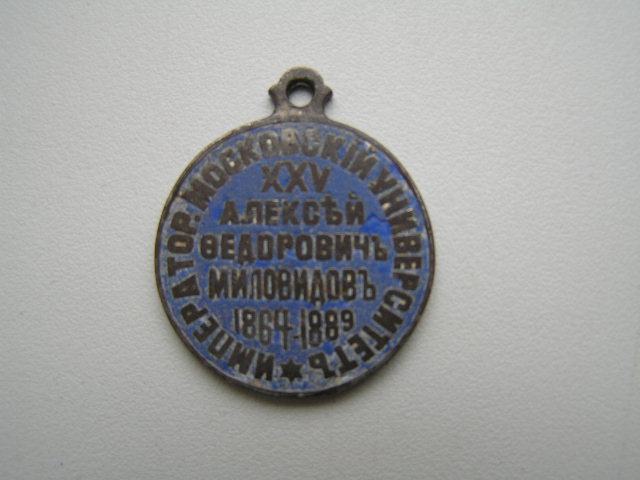 ИМПЕРАТОР. МОСКОВСКІЙ УНИВЕРСИТЕТЪ
XXV
АЛЕКСѢЙ
ѲЕДОРОВИЧЪ
МИЛОВИДОВЪ
1864-1889